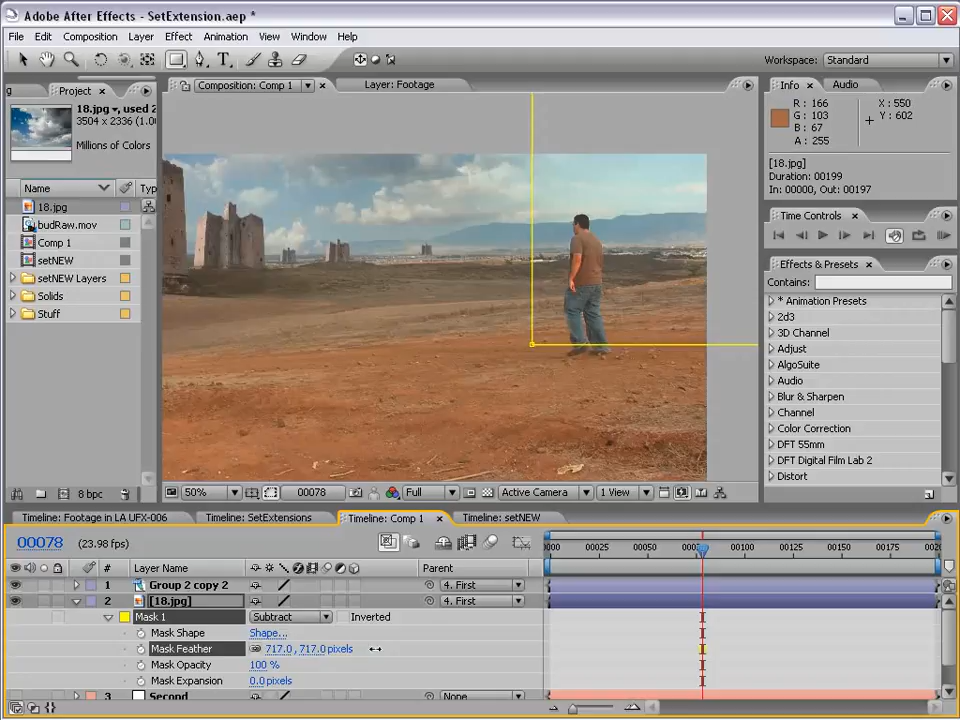 Adobe After Effects - SetExtension.aep *
File Edit Composition Layer Effect Animation View Window Help
Workspace: Standard
g Project
18.jpg , used 2
3504 x 2336 (1.0
Millions of Colors
Name Typ
18.jpg
budRaw.mov
Comp 1
setNEW
setNEW Layers
Solids
Stuff
8 bpc
Composition: Comp 1 Layer: Footage
50% 00078 Full Active Camera 1 View
Info Audio
R : 166 X : 550
G : 103 Y : 602
B : 67
A : 255
[18.jpg]
Duration: 00199
In: 00000, Out: 00197
Time Controls
Effects & Presets
Contains:
* Animation Presets
2d3
3D Channel
Adjust
AlgoSuite
Audio
Blur & Sharpen
Channel
Color Correction
DFT 55mm
DFT Digital Film Lab 2
Distort
Timeline: Footage in LA UFX-006 Timeline: SetExtension Timeline: Comp 1 Timeline: setNEW
00078 (23.98 fps)
# Layer Name Parent
000 00025 00050 00100 00125 00150 00175
1 Group 2 copy 2 4. First
2 [18.jpg] 4. First
Mask 1 Subtract Inverted
Mask Shape Shape...
Mask Feather 717.0 , 717.0 pixels
Mask Opacity 100 %
Mask Expansion 0.0 pixels
3 Second None